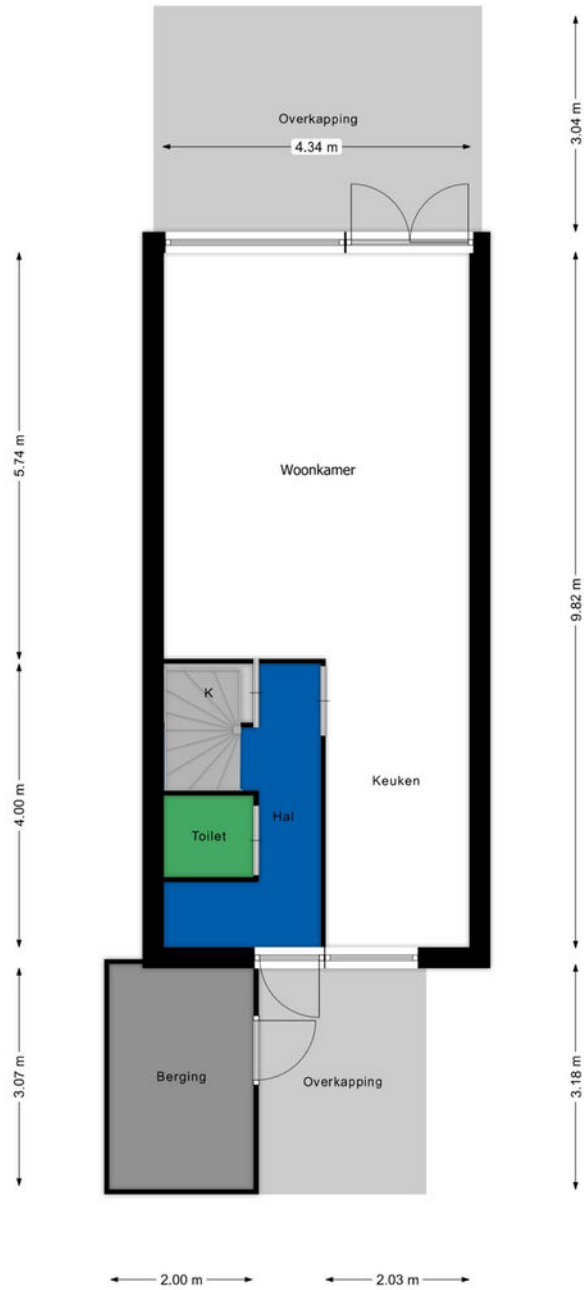 Overkapping
4.34 m
3.04 m
5.74 m
Woonkamer
9.82 m
K
Keuken
4.00 m
Hal
Toilet
Berging
Overkapping
3.07 m
3.18 m
2.00 m
2.03 m